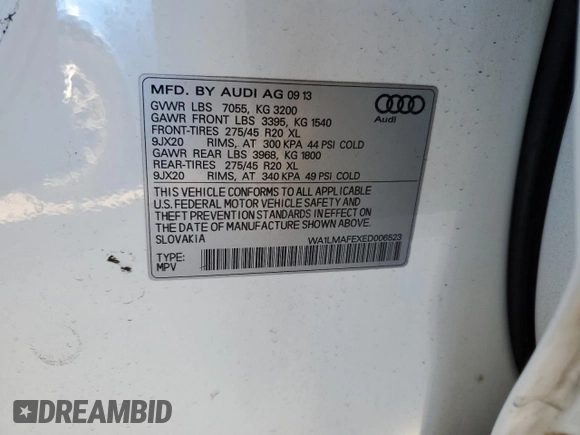 MFD. BY AUDI AG 09 13
GVWR LBS 7055, KG 3200
GAWR FRONT LBS 3395, KG 1540
FRONT-TIRES 275/45 R20 XL
9JX20 RIMS, AT 300 KPA 44 PSI COLD
GAWR REAR LBS 3968, KG 1800
REAR-TIRES 275/45 R20 XL
9JX20 RIMS, AT 340 KPA 49 PSI COLD
Audi
THIS VEHICLE CONFORMS TO ALL APPLICABLE
U.S. FEDERAL MOTOR VEHICLE SAFETY AND
THEFT PREVENTION STANDARDS IN EFFECT ON
THE DATE OF MANUFACTURE SHOWN ABOVE.
SLOVAKIA
WA1LMAFEXED006523
TYPE:
MPV
DREAMBID